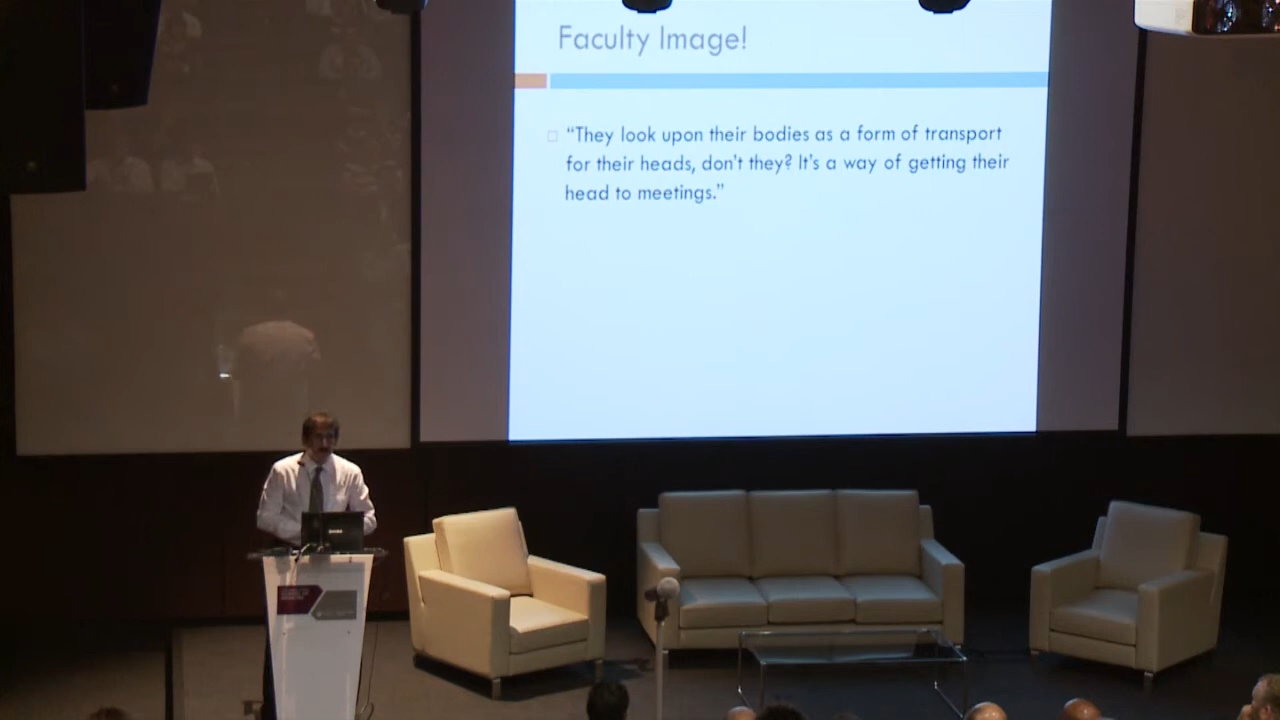 Faculty Image!
“They look upon their bodies as a form of transport
for their heads, don't they? It's a way of getting their
head to meetings.”